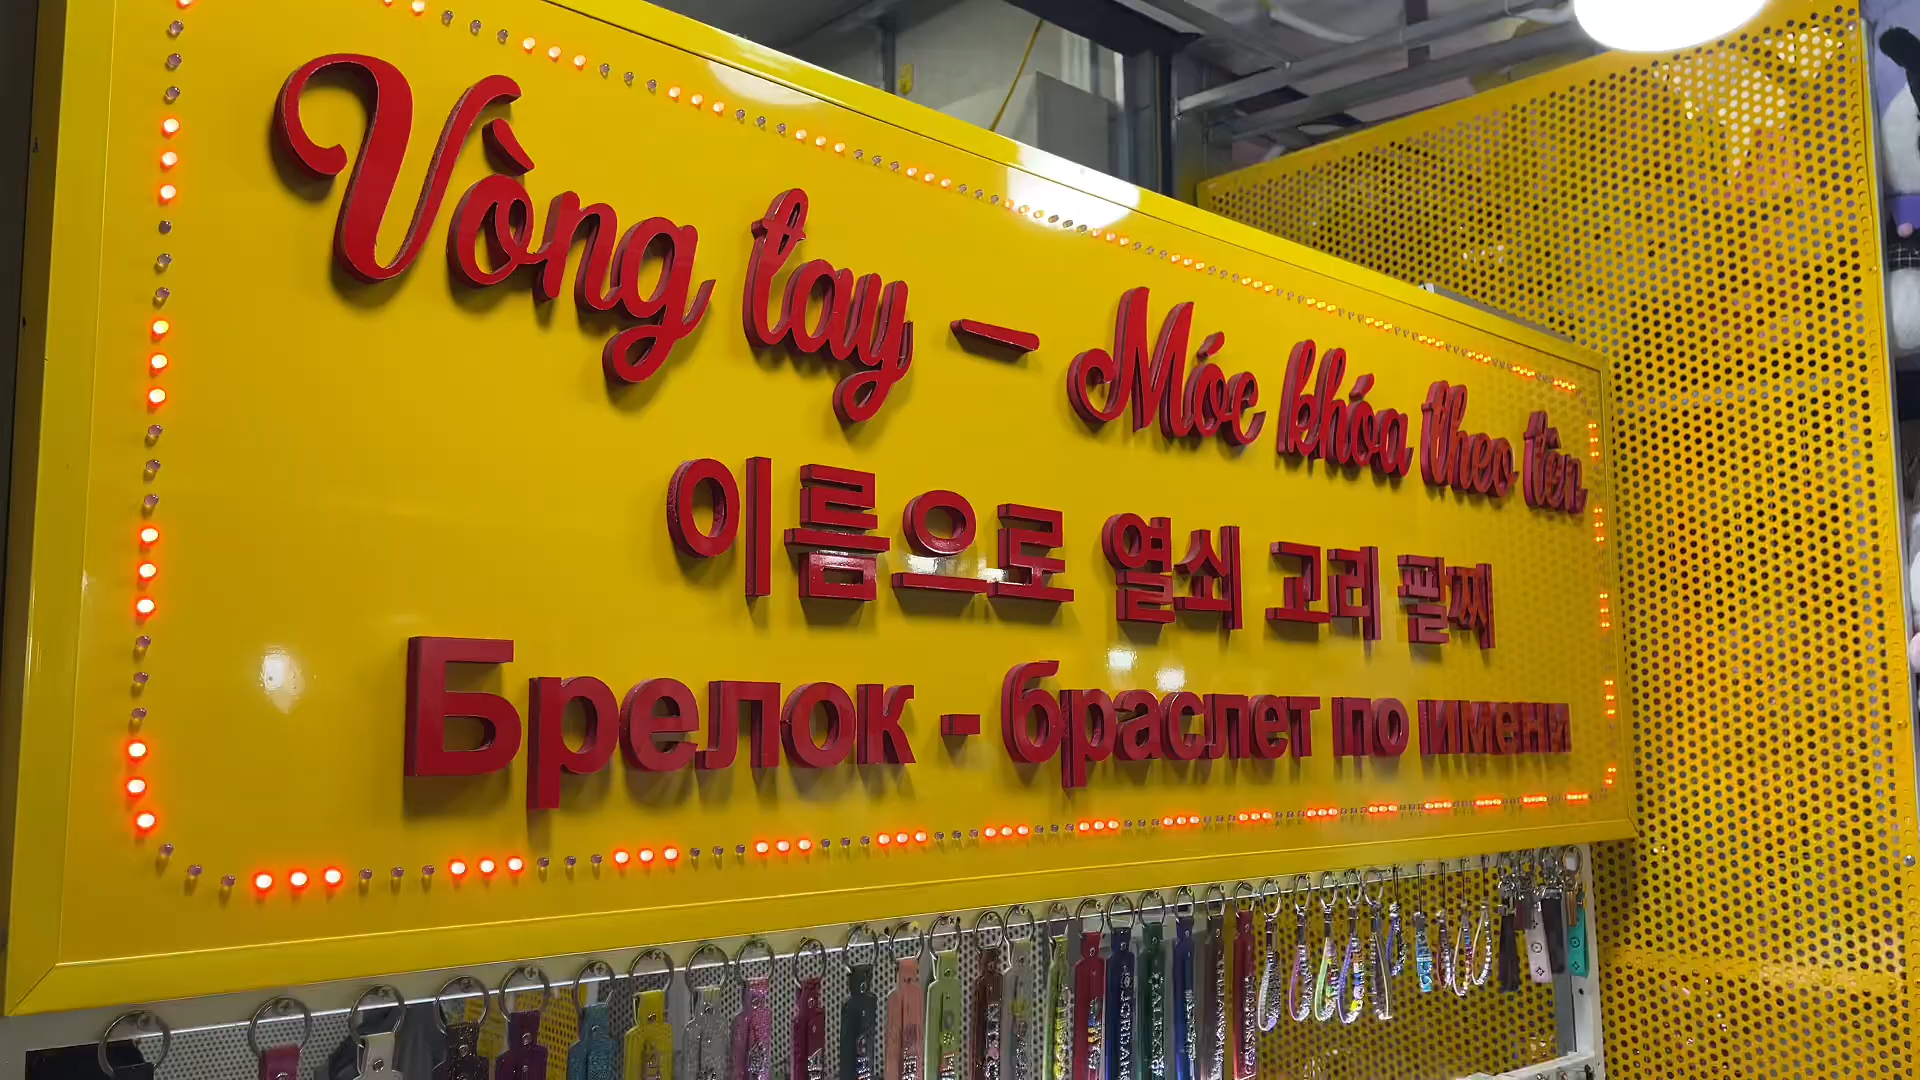 Vòng tay – Móc khóa theo tên
이름으로 열쇠 고리 팔찌
Брелок - браслет по имени